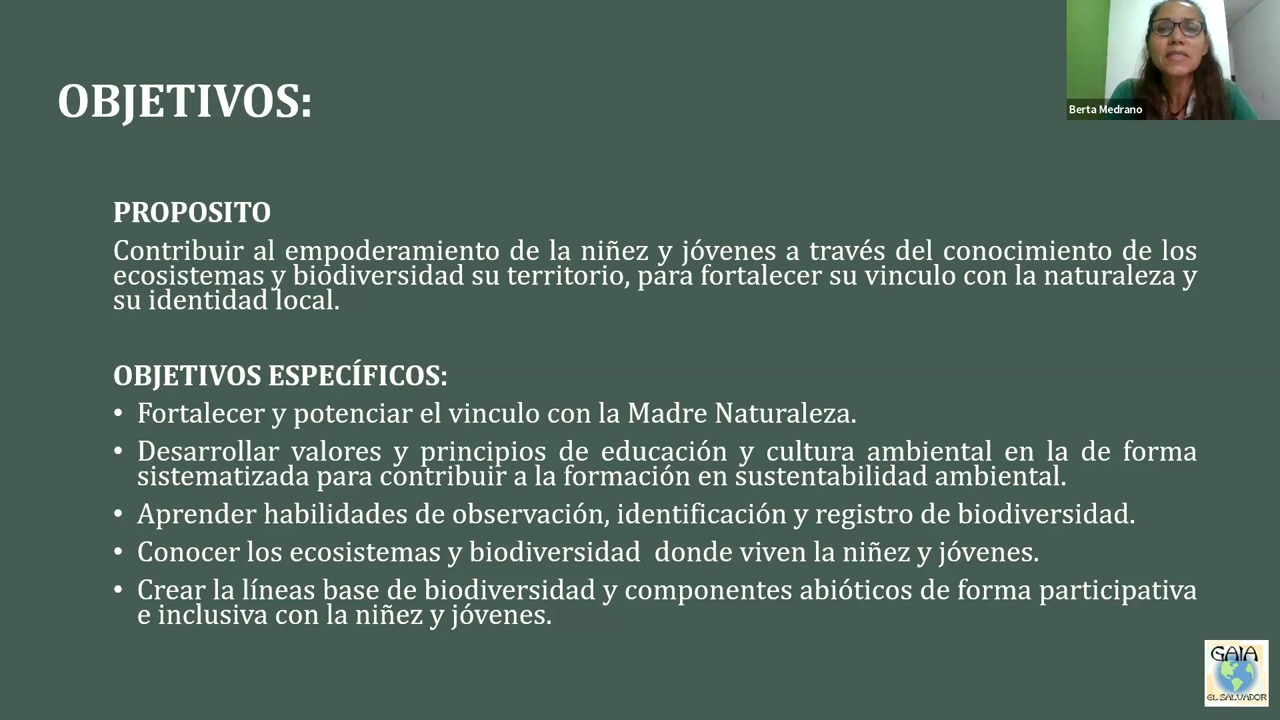 OBJETIVOS:
Berta Medrano
PROPOSITO
Contribuir al empoderamiento de la niñez y jóvenes a través del conocimiento de los
ecosistemas y biodiversidad su territorio, para fortalecer su vinculo con la naturaleza y
su identidad local.
OBJETIVOS ESPECÍFICOS:
• Fortalecer y potenciar el vinculo con la Madre Naturaleza.
• Desarrollar valores y principios de educación y cultura ambiental en la de forma
sistematizada para contribuir a la formación en sustentabilidad ambiental.
• Aprender habilidades de observación, identificación y registro de biodiversidad.
• Conocer los ecosistemas y biodiversidad  donde viven la niñez y jóvenes.
• Crear la líneas base de biodiversidad y componentes abióticos de forma participativa
e inclusiva con la niñez y jóvenes.
GAIA
EL SALVADOR